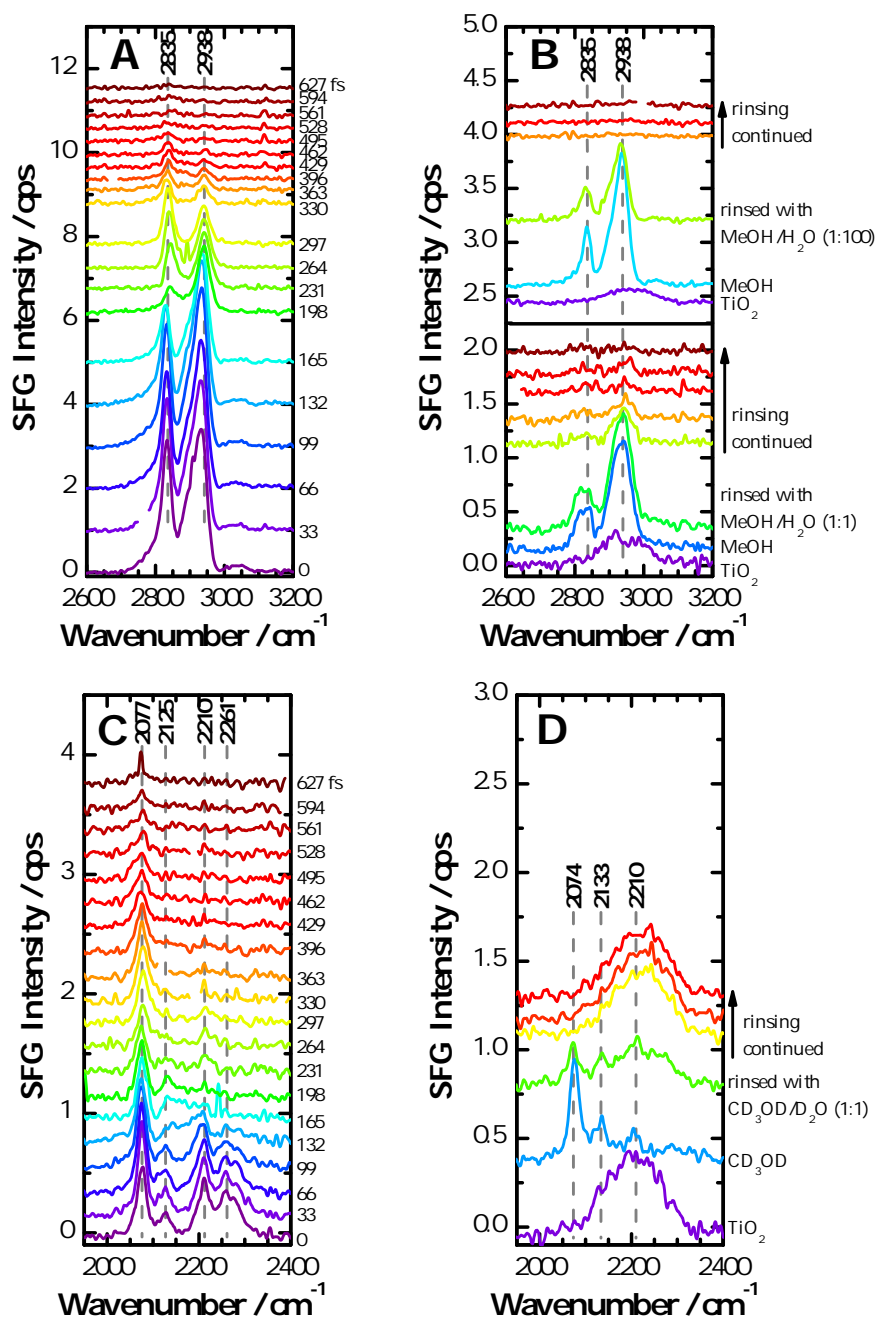 A
2835
2938
12
10
8
6
4
2
0
627 fs
594
561
528
495
462
429
396
363
330
297
264
231
198
165
132
99
66
33
0
2600 2800 3000 3200
SFG Intensity / cps
Wavenumber / cm-1
B
2835
2938
5.0
4.5
4.0
3.5
3.0
2.5
2.0
1.5
1.0
0.5
0.0
rinsing
continued
rinsed with
MeOH/H2O (1:100)
MeOH
TiO2
rinsing
continued
rinsed with
MeOH/H2O (1:1)
MeOH
TiO2
2600 2800 3000 3200
SFG Intensity / cps
Wavenumber / cm-1
C
2077
2125
2210
2261
4
3
2
1
0
627 fs
594
561
528
495
462
429
396
363
330
297
264
231
198
165
132
99
66
33
0
2000 2200 2400
SFG Intensity / cps
Wavenumber / cm-1
D
2074
2133
2210
3.0
2.5
2.0
1.5
1.0
0.5
0.0
rinsing
continued
rinsed with
CD3OD/D2O (1:1)
CD3OD
TiO2
2000 2200 2400
SFG Intensity / cps
Wavenumber / cm-1